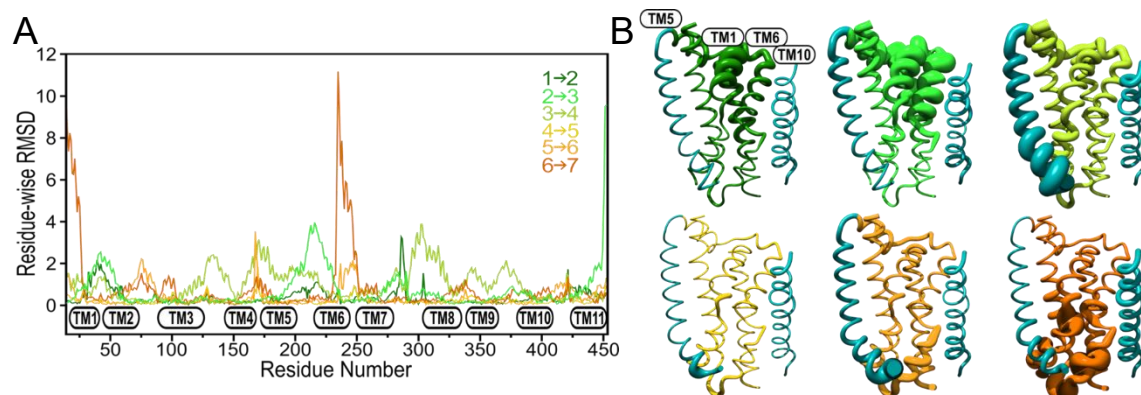 A
12
10
8
6
4
2
0
Residue-wise RMSD
1→2
2→3
3→4
4→5
5→6
6→7
TM1 TM2 TM3 TM4 TM5 TM6 TM7 TM8 TM9 TM10 TM11
50 100 150 200 250 300 350 400 450
Residue Number
B
TM5 TM1 TM6 TM10